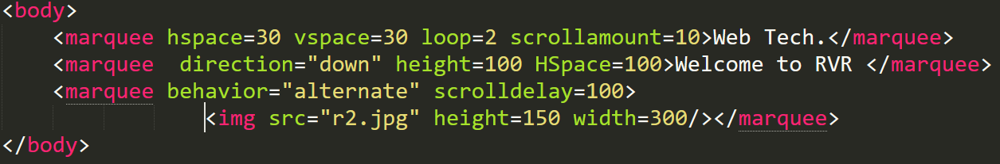 <body>
<marquee hspace=30 vspace=30 loop=2 scrollamount=10>Web Tech.</marquee>
<marquee  direction="down" height=100 HSpace=100>Welcome to RVR </marquee>
<marquee behavior="alternate" scrolldelay=100>
<img src="r2.jpg" height=150 width=300/></marquee>
</body>